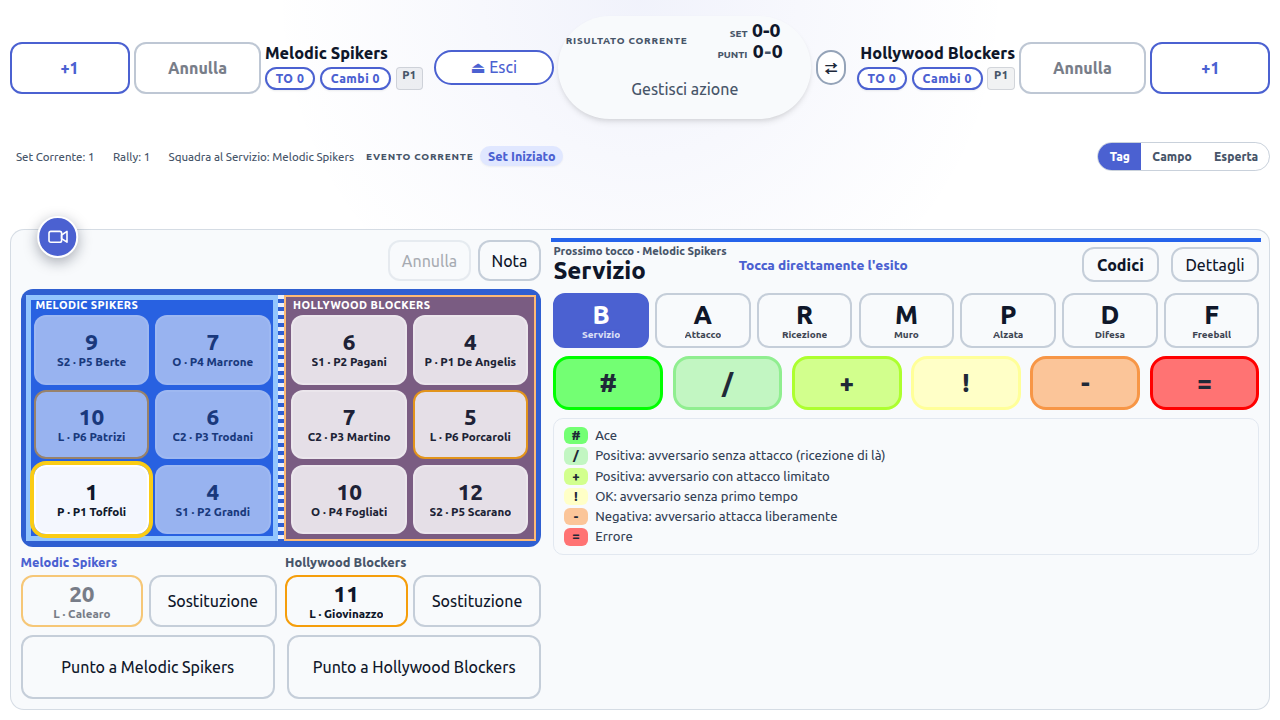 +1
Annulla
Melodic Spikers
TO 0
Cambi 0
P1
⏏ Esci
RISULTATO CORRENTE
SET 0-0
PUNTI 0-0
Gestisci azione
⇄
Hollywood Blockers
TO 0
Cambi 0
P1
Annulla
+1
Set Corrente: 1
Rally: 1
Squadra al Servizio: Melodic Spikers
EVENTO CORRENTE
Set Iniziato
Tag
Campo
Esperta
Annulla
Nota
MELODIC SPIKERS
9
S2 · P5 Berte
7
O · P4 Marrone
10
L · P6 Patrizi
6
C2 · P3 Trodani
1
P · P1 Toffoli
4
S1 · P2 Grandi
HOLLYWOOD BLOCKERS
6
S1 · P2 Pagani
4
P · P1 De Angelis
7
C2 · P3 Martino
5
L · P6 Porcaroli
10
O · P4 Fogliati
12
S2 · P5 Scarano
Melodic Spikers
20
L · Calearo
Sostituzione
Hollywood Blockers
11
L · Giovinazzo
Sostituzione
Punto a Melodic Spikers
Punto a Hollywood Blockers
Prossimo tocco · Melodic Spikers
Servizio
Tocca direttamente l'esito
Codici
Dettagli
B
Servizio
A
Attacco
R
Ricezione
M
Muro
P
Alzata
D
Difesa
F
Freeball
#
/
+
!
-
=
# Ace
/ Positiva: avversario senza attacco (ricezione di là)
+ Positiva: avversario con attacco limitato
! OK: avversario senza primo tempo
- Negativa: avversario attacca liberamente
= Errore